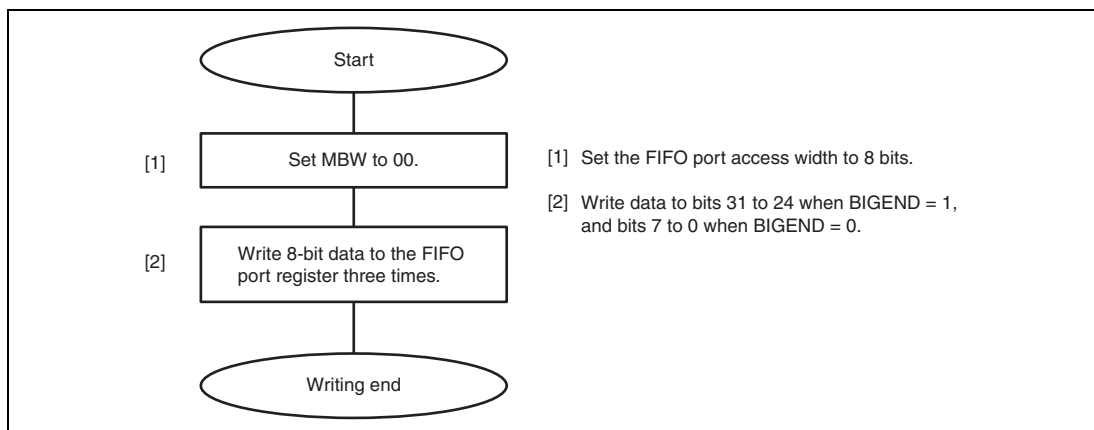 Start
[1]
Set MBW to 00.
[1] Set the FIFO port access width to 8 bits.
[2] Write data to bits 31 to 24 when BIGEND = 1,
and bits 7 to 0 when BIGEND = 0.
[2]
Write 8-bit data to the FIFO
port register three times.
Writing end